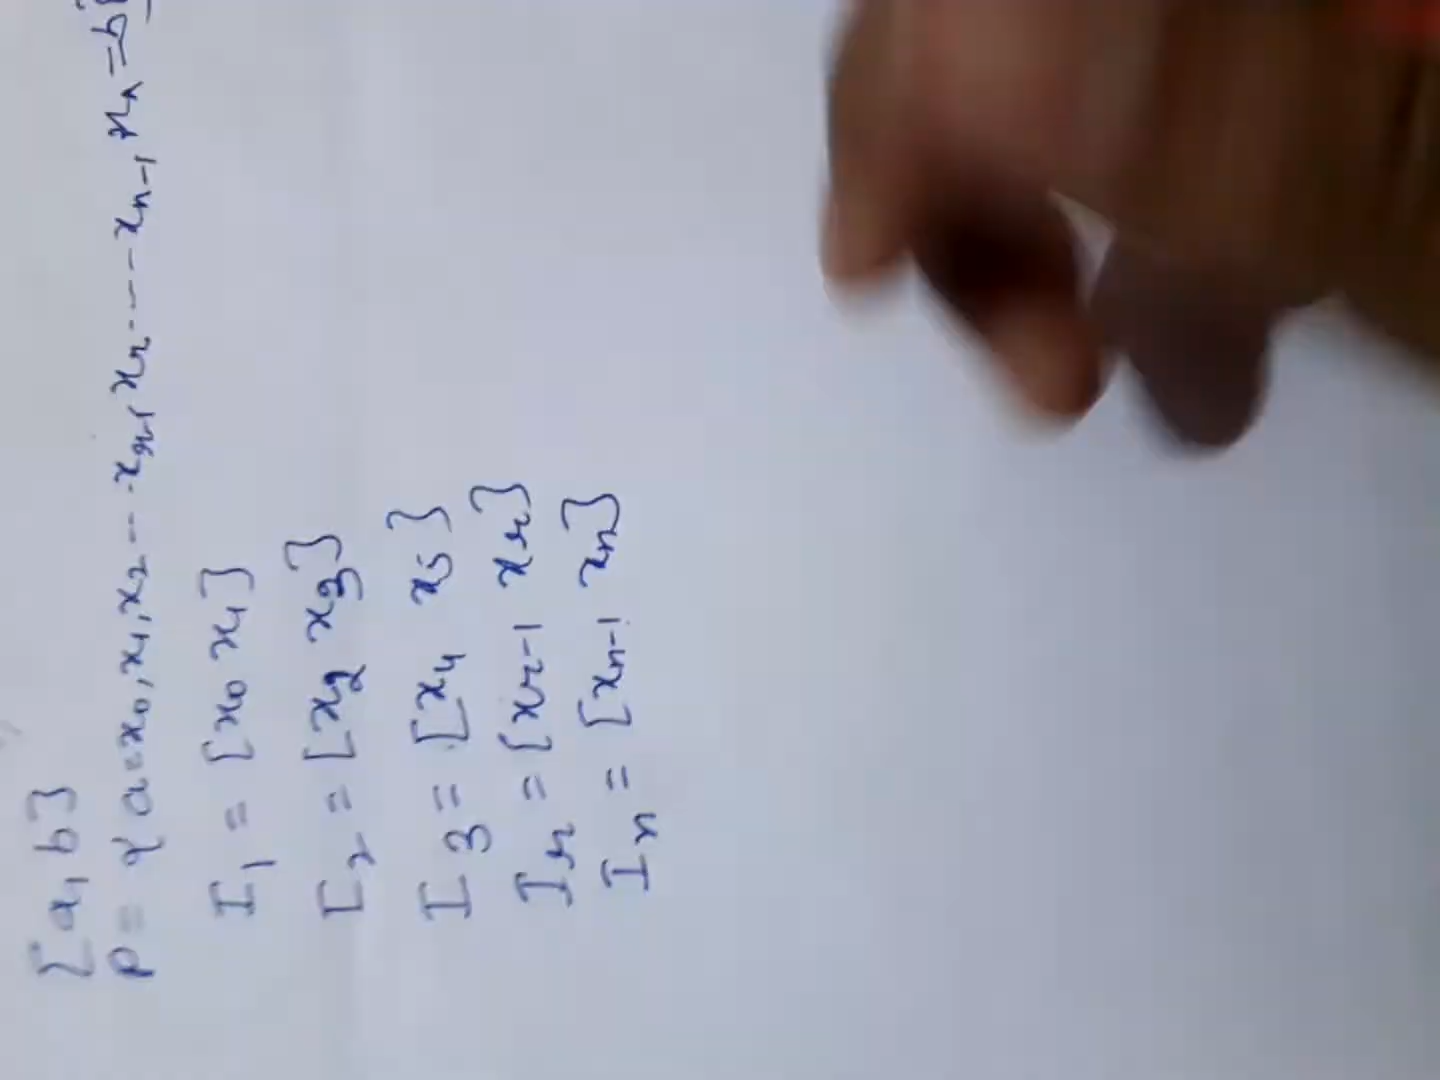 [a, b]
P = {a = x₀, x₁, x₂ -- . xᵣ₋₁, xᵣ . -- -- xₙ₋₁, xₙ = b}
I₁ = [x₀ x₁]
I₂ = [x₂ x₃]
I₃ = [x₄ x₅]
Iᵣ = [xᵣ₋₁ xᵣ]
Iₙ = [xₙ₋₁ xₙ]